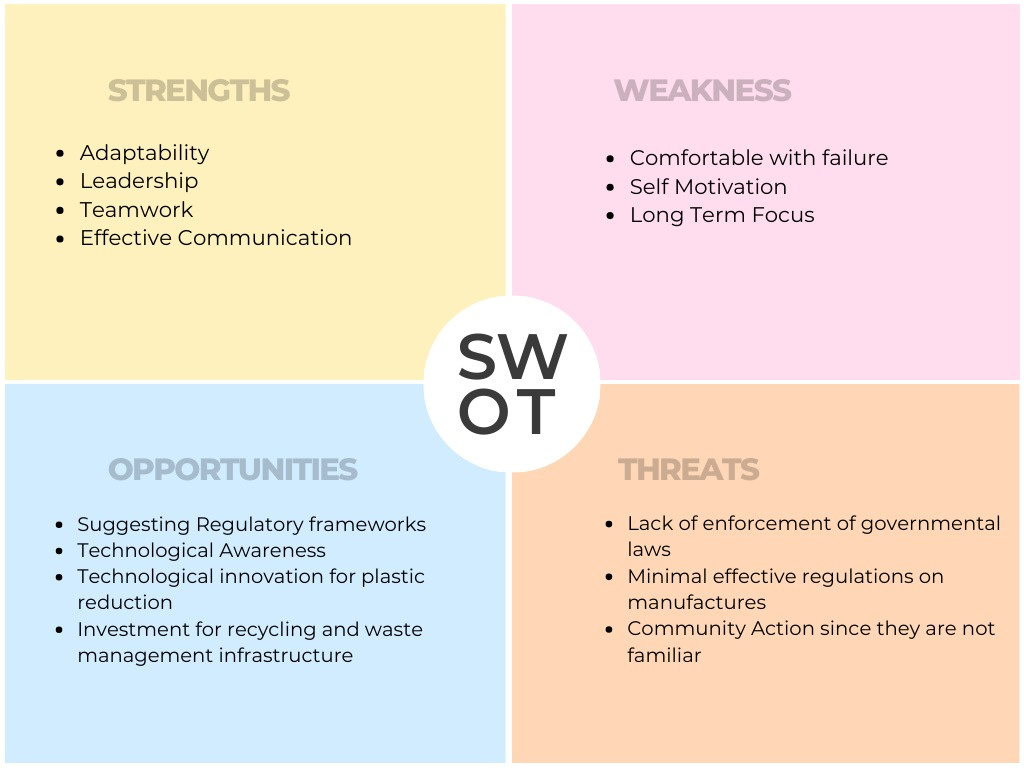 STRENGTHS
• Adaptability
• Leadership
• Teamwork
• Effective Communication
WEAKNESS
• Comfortable with failure
• Self Motivation
• Long Term Focus
SW
OT
OPPORTUNITIES
• Suggesting Regulatory frameworks
• Technological Awareness
• Technological innovation for plastic
reduction
• Investment for recycling and waste
management infrastructure
THREATS
• Lack of enforcement of governmental
laws
• Minimal effective regulations on
manufactures
• Community Action since they are not
familiar